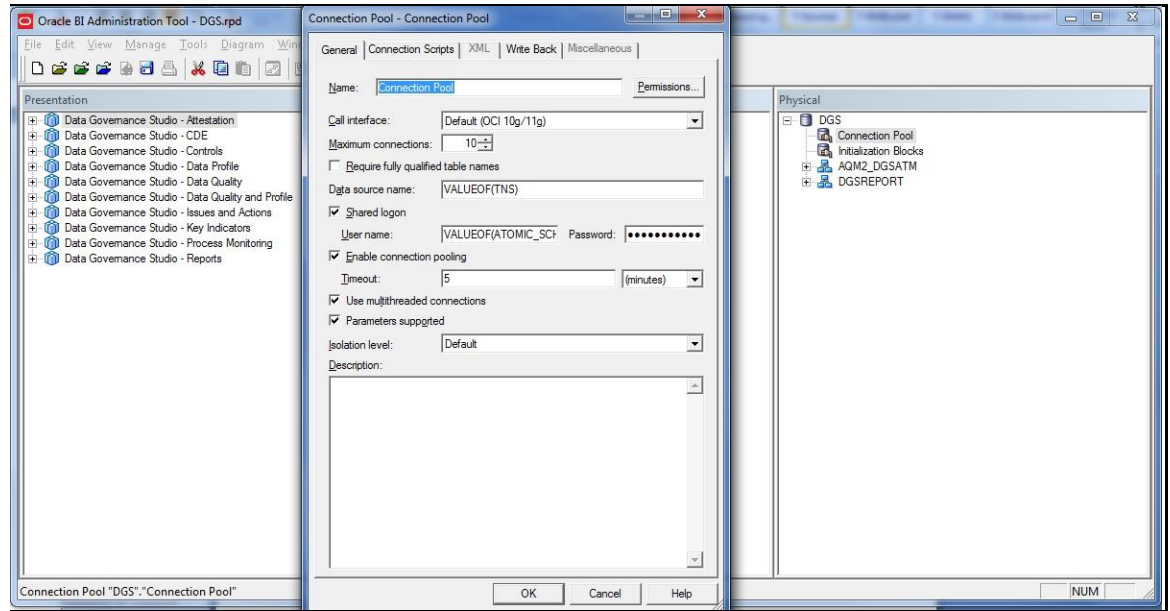 Oracle BI Administration Tool - DGS.rpd
File Edit View Manage Tools Diagram
Presentation
Data Governance Studio - Attestation
Data Governance Studio - CDE
Data Governance Studio - Controls
Data Governance Studio - Data Profile
Data Governance Studio - Data Quality
Data Governance Studio - Data Quality and Profile
Data Governance Studio - Issues and Actions
Data Governance Studio - Key Indicators
Data Governance Studio - Process Monitoring
Data Governance Studio - Reports
Connection Pool - Connection Pool
General Connection Scripts XML Write Back Miscellaneous
Name: Connection Pool Permissions...
Call interface: Default (OCI 10g/11g)
Maximum connections: 10
Require fully qualified table names
Data source name: VALUEOF(TNS)
Shared logon
User name: VALUEOF(ATOMIC_SCH Password: ●●●●●●●●●●●
Enable connection pooling
Timeout: 5 (minutes)
Use multithreaded connections
Parameters supported
Isolation level: Default
Description:
OK Cancel Help
Physical
DGS
Connection Pool
Initialization Blocks
AQM2_DGSATM
DGSREPORT
Connection Pool "DGS"."Connection Pool"
NUM